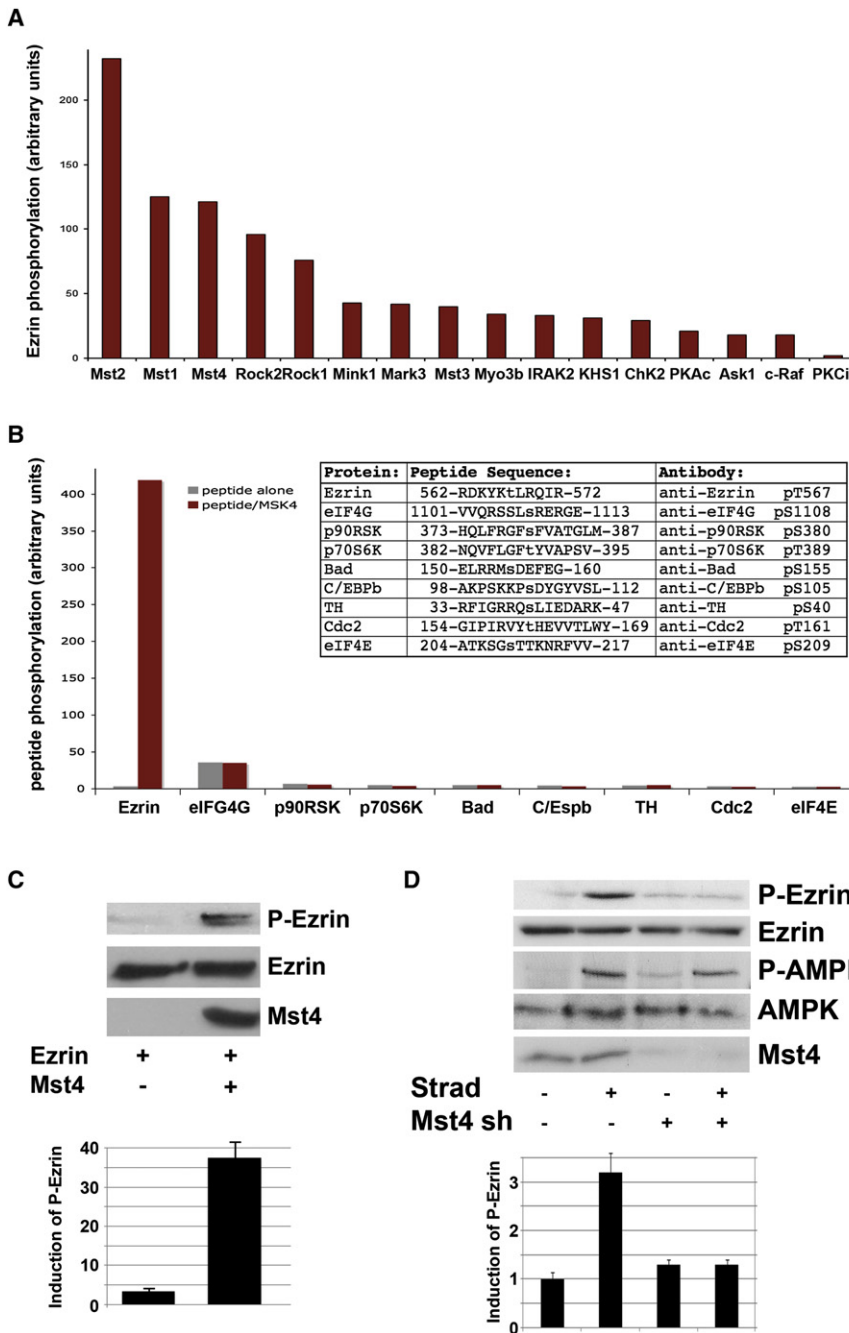 A
Ezrin phosphorylation (arbitrary units)
200
150
100
50
0
Mst2 Mst1 Mst4 Rock2 Rock1 Mink1 Mark3 Mst3 Myo3b IRAK2 KHS1 ChK2 PKAc Ask1 c-Raf PKCi
B
peptide phosphorylation (arbitrary units)
400
350
300
250
200
150
100
50
0
peptide alone
peptide/MSK4
Protein: Peptide Sequence: Antibody:
Ezrin 562-RDKYKtLRQIR-572 anti-Ezrin pT567
eIF4G 1101-VVQRSSLsRERGE-1113 anti-eIF4G pS1108
p90RSK 373-HQLFRGFsFVATGLM-387 anti-p90RSK pS380
p70S6K 382-NQVFLGFtYVAPSV-395 anti-p70S6K pT389
Bad 150-ELRRMsDEFEG-160 anti-Bad pS155
C/EBPb 98-AKPSKKPsDYGYVSL-112 anti-C/EBPb pS105
TH 33-RFIGRRQsLIEDARK-47 anti-TH pS40
Cdc2 154-GIPIRVYtHEVVTLWY-169 anti-Cdc2 pT161
eIF4E 204-ATKSGsTTKNRFVV-217 anti-eIF4E pS209
Ezrin eIFG4G p90RSK p70S6K Bad C/Espb TH Cdc2 eIF4E
C
P-Ezrin
Ezrin
Mst4
Ezrin + +
Mst4 - +
Induction of P-Ezrin
40
35
30
25
20
15
10
5
0
D
P-Ezrin
Ezrin
P-AMPK
AMPK
Mst4
Strad - + - +
Mst4 sh - - + +
Induction of P-Ezrin
3
2
1
0